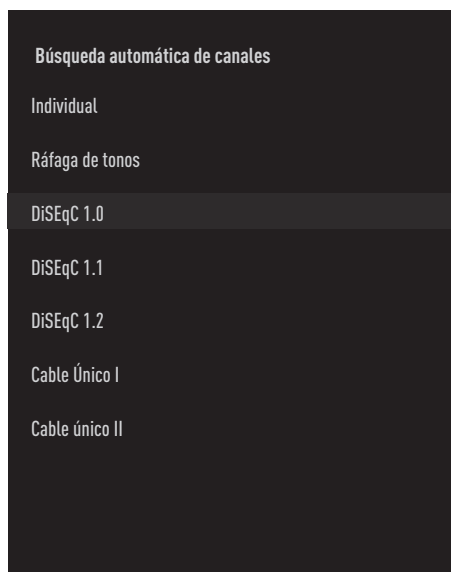 Búsqueda automática de canales
Individual
Ráfaga de tonos
DiSEqC 1.0
DiSEqC 1.1
DiSEqC 1.2
Cable Único I
Cable único II